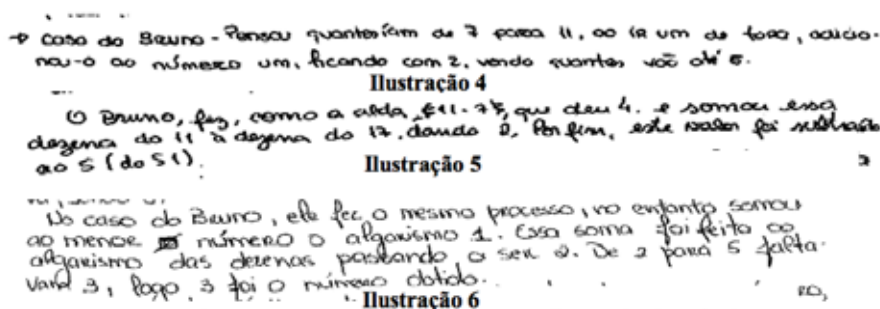 → Caso do Bruno - Pensou quantos iam de 7 para 11, ao ir um de fora, adicio-
nou-o ao número um, ficando com 2, vendo quantos vão até 5.
Ilustração 4
O Bruno, fez, como a alda, 11-7, que deu 4. e somou essa
dezena do 11 à dezena do 17, dando 2. Por fim, este valor foi subtraído
ao 5 (do 51).
Ilustração 5
No caso do Bruno, ele fez o mesmo processo, no entanto somou
ao menor número o algarismo 1. Essa soma foi feita ao
algarismo das dezenas passando a ser 2. De 2 para 5 falta-
vam 3, logo 3 foi o número obtido.
Ilustração 6